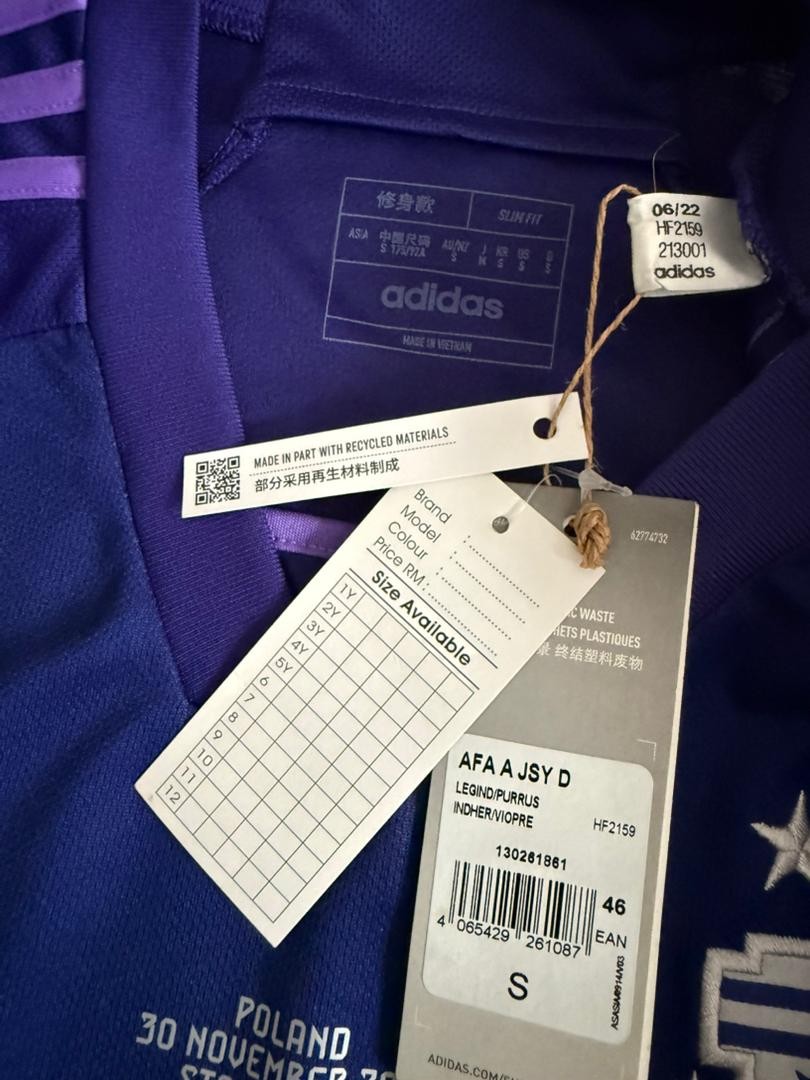 修身款
SLIM FIT
ASIA 中国尺码 AU/NZ J KR US
S 175/92A S M S S S
adidas
MADE IN VIETNAM
06/22
HF2159
213001
adidas
MADE IN PART WITH RECYCLED MATERIALS
部分采用再生材料制成
Brand
Model
Colour
Price RM.
Size Available
1Y
2Y
3Y
4Y
5Y
6
7
8
9
10
11
12
62774732
WASTE
PLASTIQUES
终结塑料废物
AFA A JSY D
LEGIND/PURRUS
INDHER/VIOPRE
HF2159
130261861
46
4 065429 261087
EAN
S
ADIDAS.COM/
POLAND
30 NOVEMBER